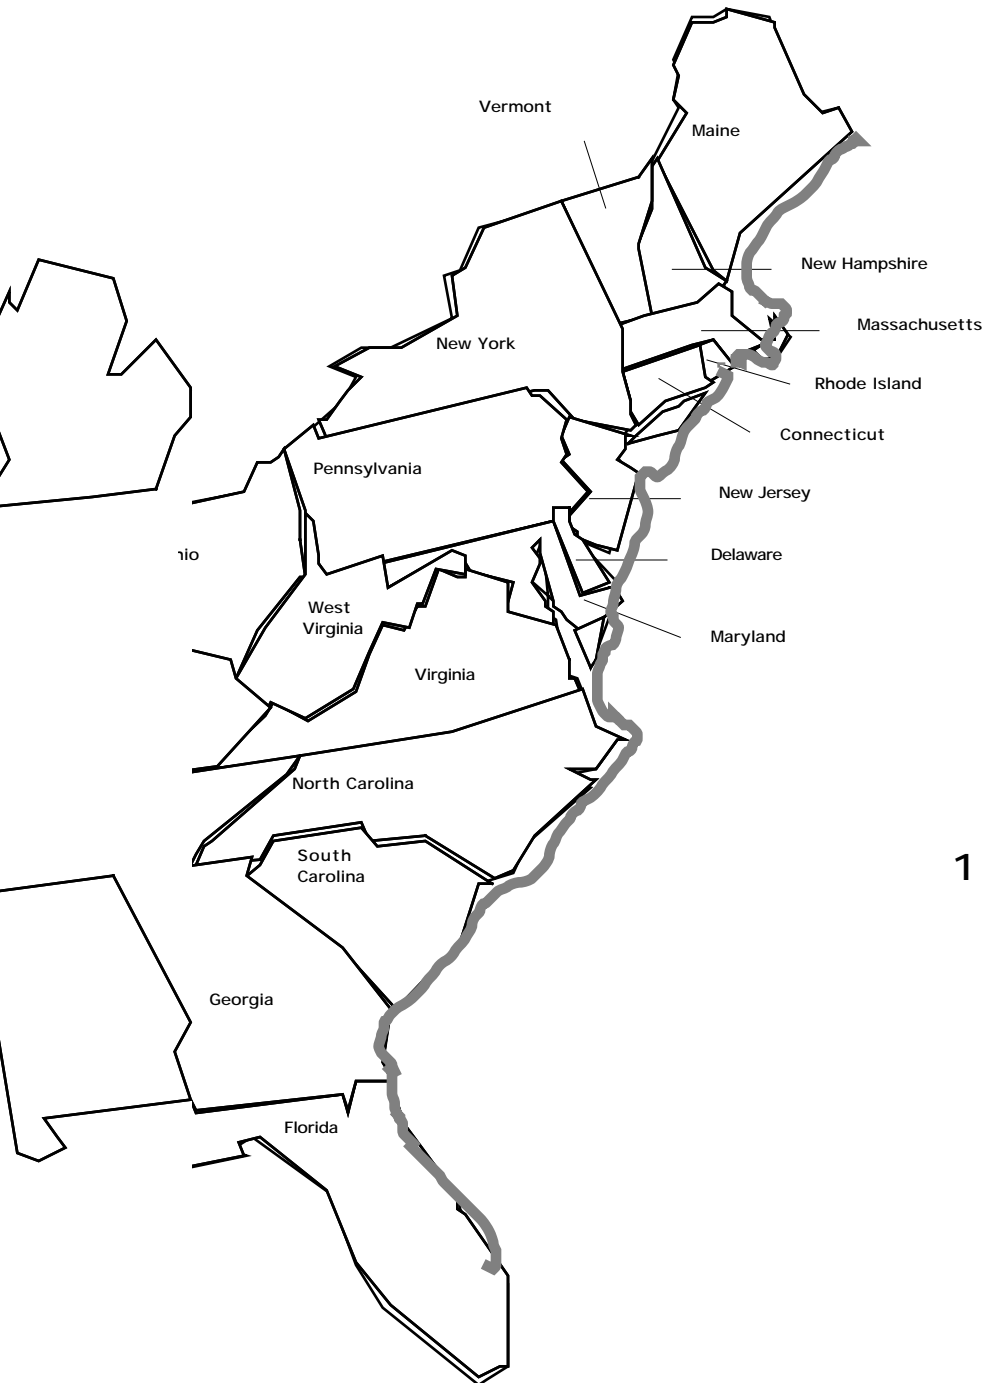 Vermont
Maine
New Hampshire
Massachusetts
New York
Rhode Island
Connecticut
Pennsylvania
New Jersey
nio
Delaware
West
Virginia
Maryland
Virginia
North Carolina
South
Carolina
1
Georgia
Florida